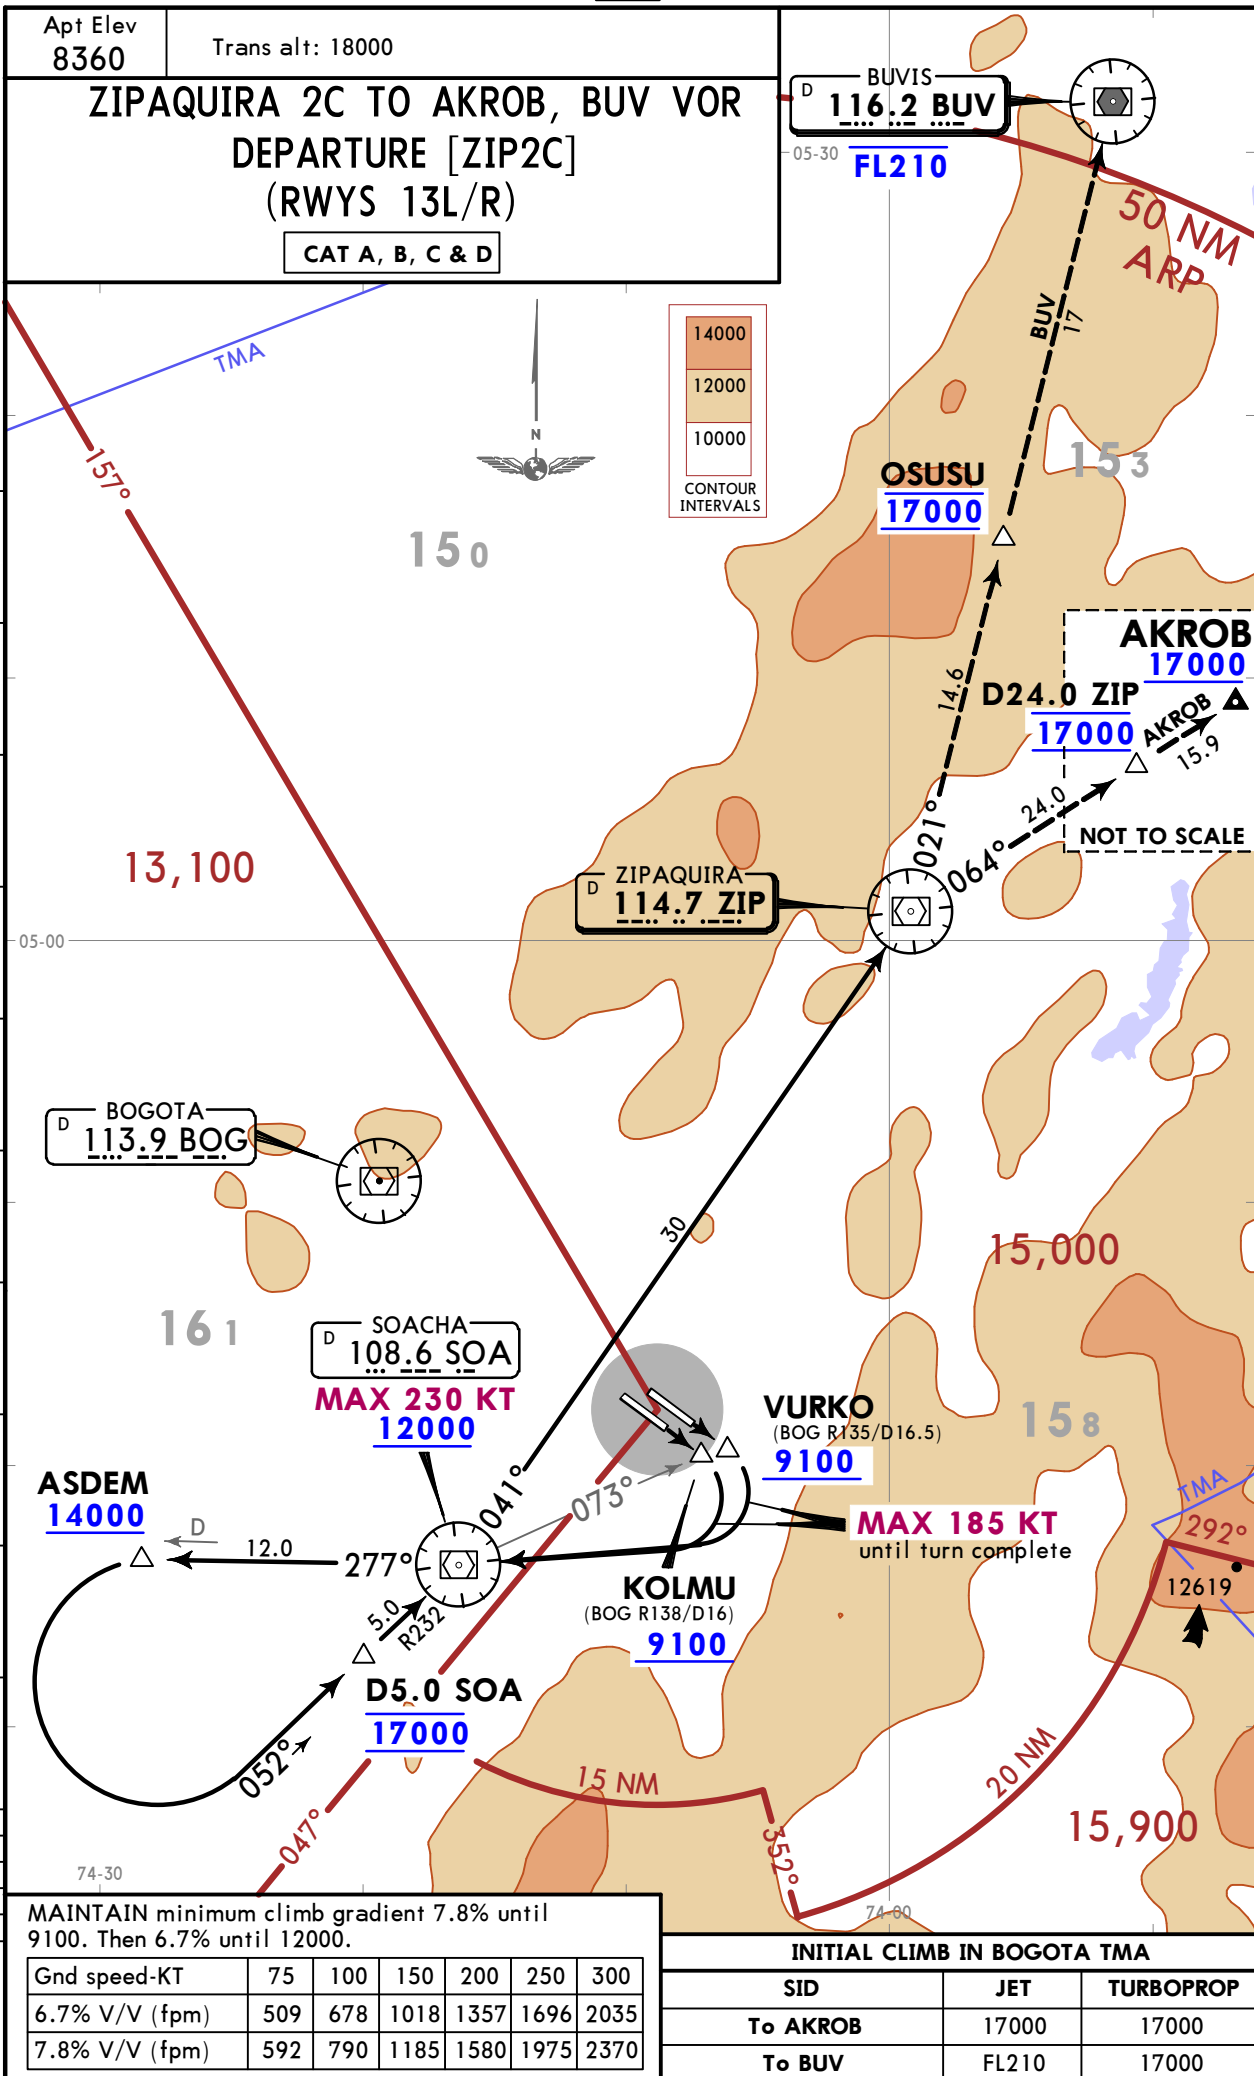 Apt Elev
8360
Trans alt: 18000
ZIPAQUIRA 2C TO AKROB, BUV VOR
DEPARTURE [ZIP2C]
(RWYS 13L/R)
CAT A, B, C & D
BUVIS
D 116.2 BUV
FL210
05-30
50 NM
ARP
TMA
BUV
17
14000
12000
10000
CONTOUR
INTERVALS
N
157°
15 0
15 3
OSUSU
17000
AKROB
17000
D24.0 ZIP
17000
AKROB
15.9
NOT TO SCALE
14.6
021°
24.0
064°
13,100
ZIPAQUIRA
D 114.7 ZIP
05-00
BOGOTA
D 113.9 BOG
30
15,000
16 1
SOACHA
D 108.6 SOA
MAX 230 KT
12000
VURKO
(BOG R135/D16.5)
9100
15 8
ASDEM
14000
041°
073°
TMA
292°
MAX 185 KT
until turn complete
D
12.0
277°
KOLMU
(BOG R138/D16)
9100
12619
5.0
R232
D5.0 SOA
17000
052°
15 NM
20 NM
047°
352°
15,900
74-30
74-00
MAINTAIN minimum climb gradient 7.8% until
9100. Then 6.7% until 12000.
Gnd speed-KT 75 100 150 200 250 300
6.7% V/V (fpm) 509 678 1018 1357 1696 2035
7.8% V/V (fpm) 592 790 1185 1580 1975 2370
INITIAL CLIMB IN BOGOTA TMA
SID JET TURBOPROP
To AKROB 17000 17000
To BUV FL210 17000